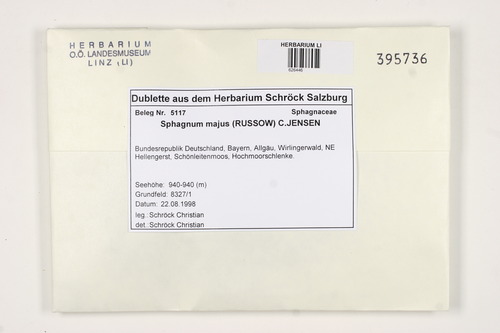 HERBARIUM
O.Ö. LANDESMUSEUM
LINZ (LI)
HERBARIUM LI
395736
Dublette aus dem Herbarium Schröck Salzburg
Beleg Nr. 5117 Sphagnaceae
Sphagnum majus (RUSSOW) C.JENSEN
Bundesrepublik Deutschland, Bayern, Allgäu, Wirlingerwald, NE
Hellengerst, Schönleitenmoos, Hochmoorschlenke.
Seehöhe: 940-940 (m)
Grundfeld: 8327/1
Datum: 22.08.1998
leg.: Schröck Christian
det. Schröck Christian